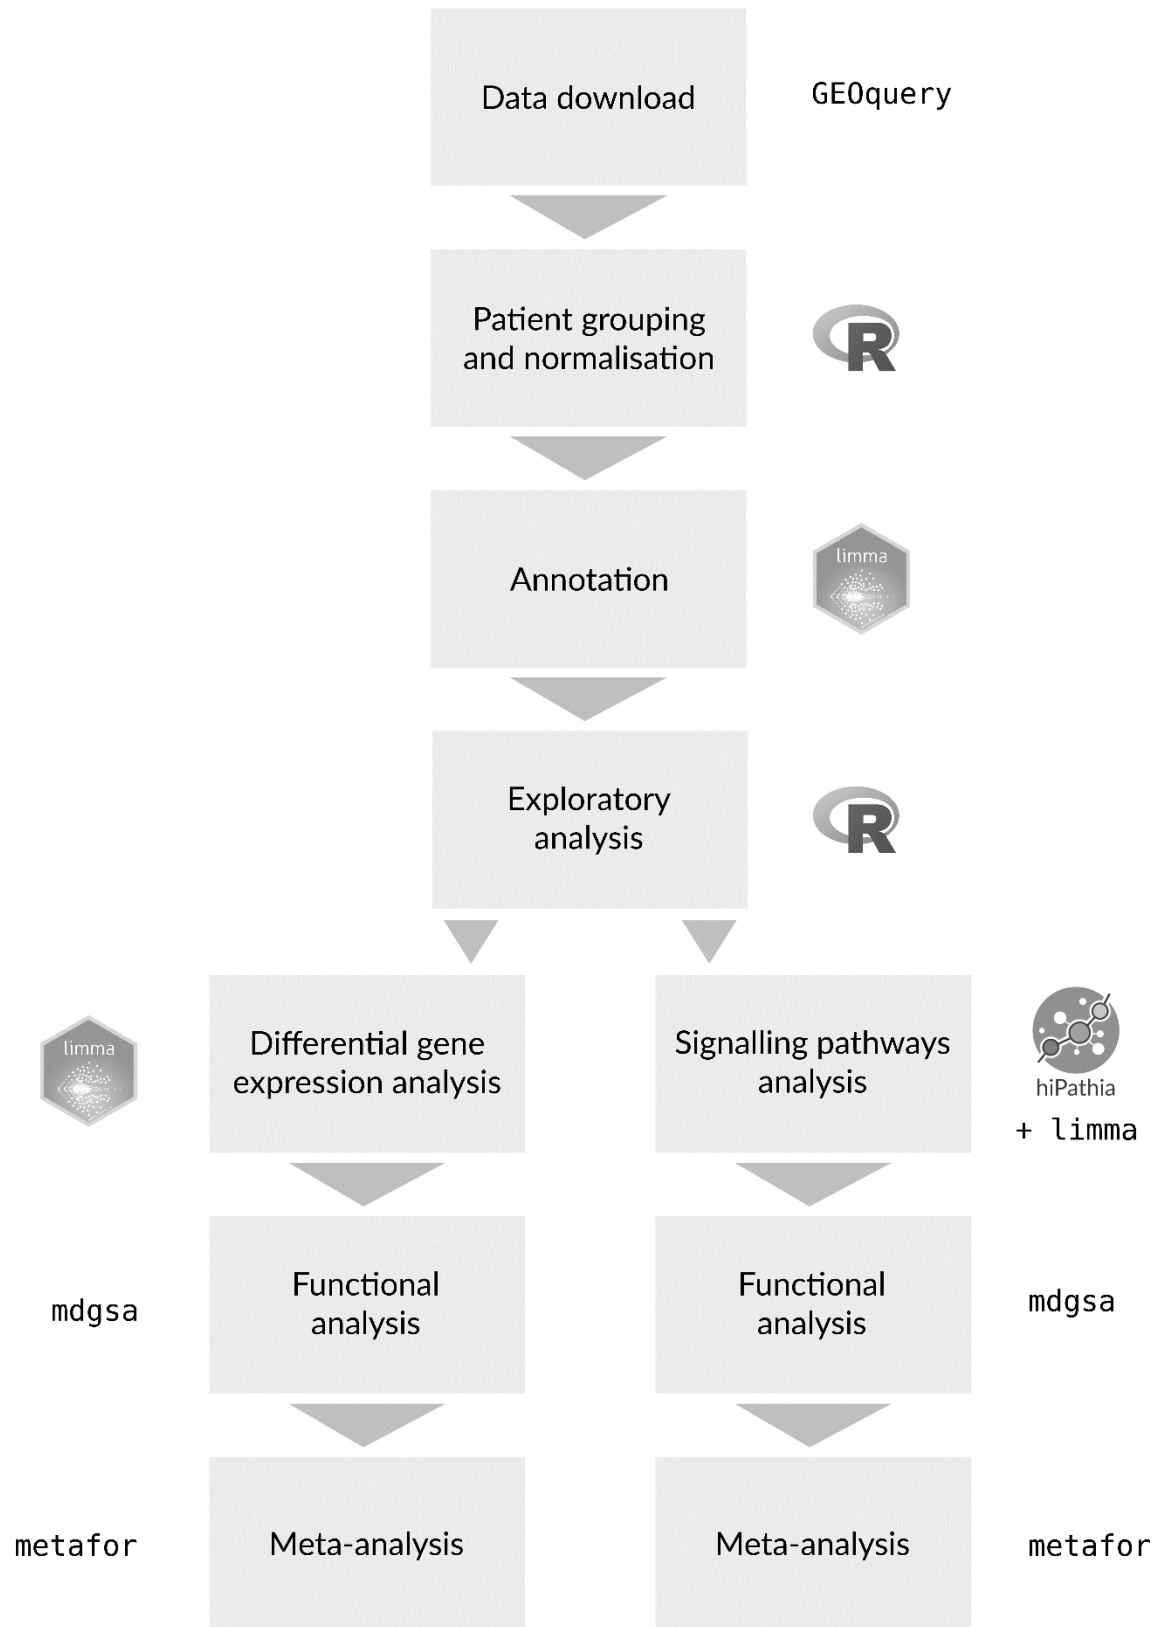 Data download
GEOquery
Patient grouping
and normalisation
R
Annotation
limma
Exploratory
analysis
R
limma
Differential gene
expression analysis
Signalling pathways
analysis
hiPathia
+ limma
mdgsa
Functional
analysis
Functional
analysis
mdgsa
metafor
Meta-analysis
Meta-analysis
metafor